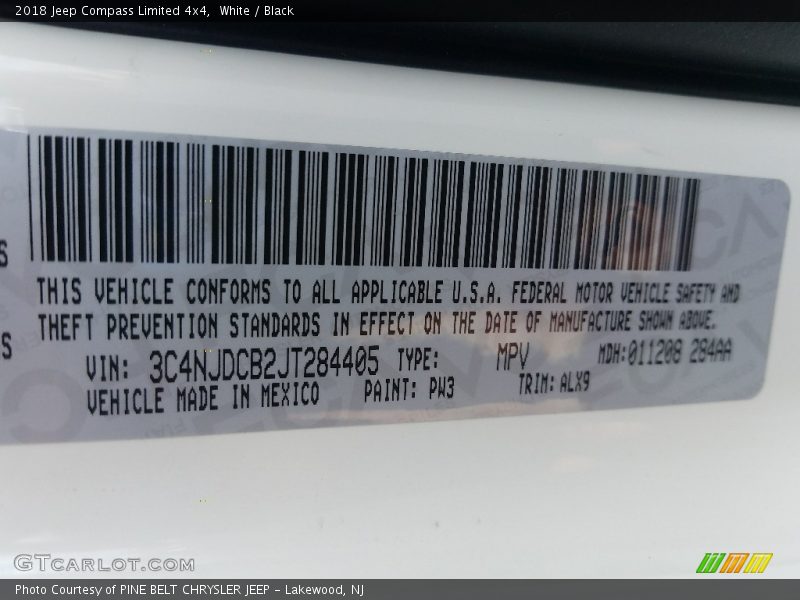 2018 Jeep Compass Limited 4x4,  White / Black
S
THIS VEHICLE CONFORMS TO ALL APPLICABLE U.S.A. FEDERAL MOTOR VEHICLE SAFETY AND
S THEFT PREVENTION STANDARDS IN EFFECT ON THE DATE OF MANUFACTURE SHOWN ABOVE.
VIN: 3C4NJDCB2JT284405 TYPE: MPV MDH:011208 284AA
VEHICLE MADE IN MEXICO PAINT: PW3 TRIM: ALX9
GTCARLOT.COM
Photo Courtesy of PINE BELT CHRYSLER JEEP - Lakewood, NJ